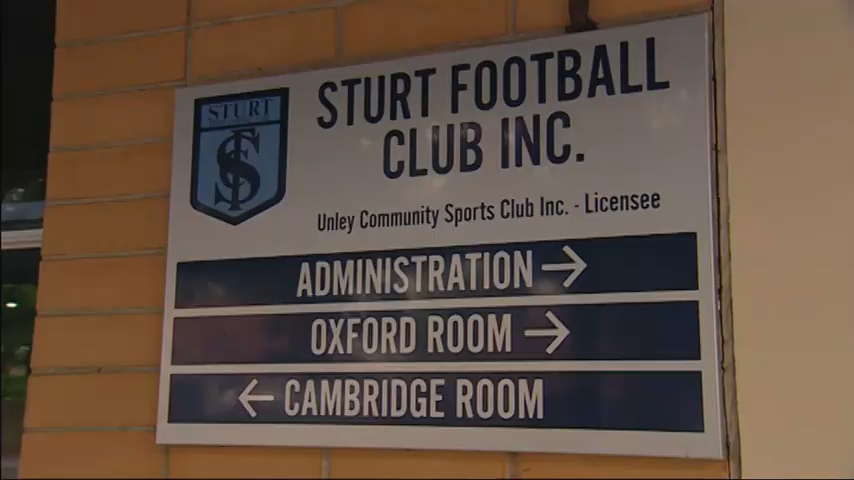 STURT
STURT FOOTBALL
CLUB INC.
Unley Community Sports Club Inc. - Licensee
ADMINISTRATION →
OXFORD ROOM →
← CAMBRIDGE ROOM